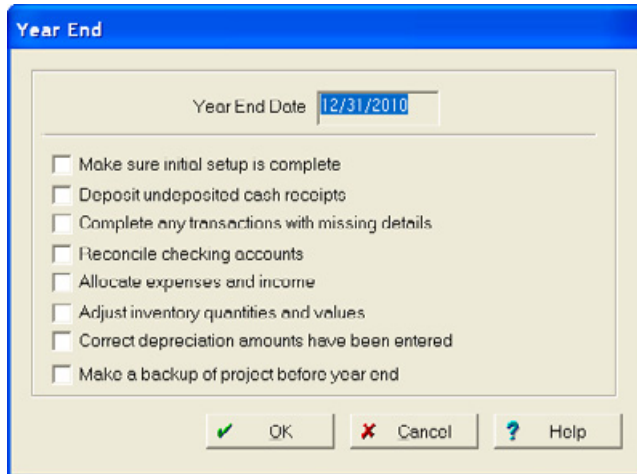 Year End
Year End Date 12/31/2010
Make sure initial setup is complete
Deposit undeposited cash receipts
Complete any transactions with missing details
Reconcile checking accounts
Allocate expenses and income
Adjust inventory quantities and values
Correct depreciation amounts have been entered
Make a backup of project before year end
OK Cancel Help